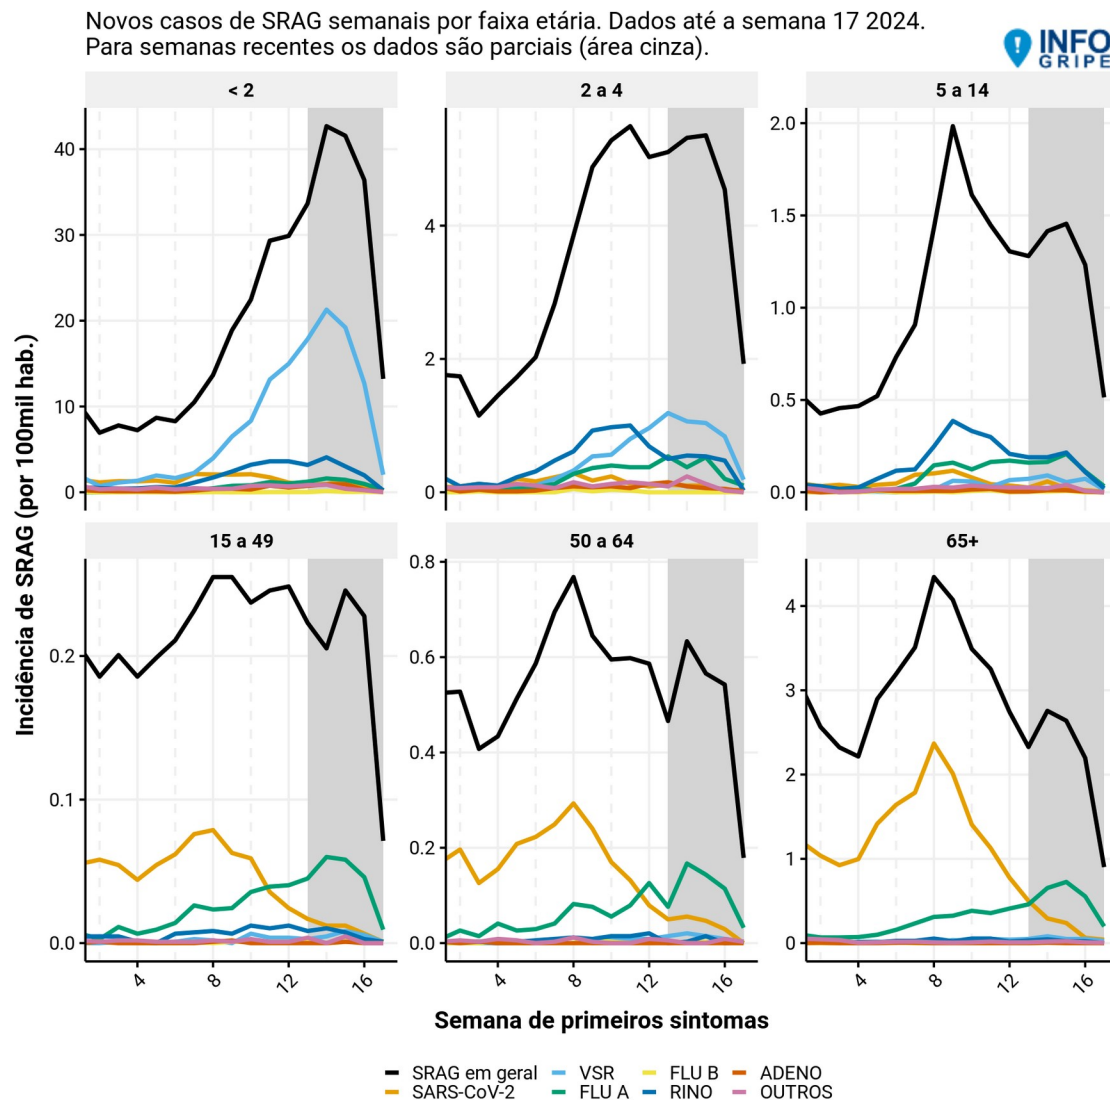 Novos casos de SRAG semanais por faixa etária. Dados até a semana 17 2024.
Para semanas recentes os dados são parciais (área cinza).
INFO
GRIPE
< 2
2 a 4
5 a 14
40
30
20
10
0
4
2
0
2.0
1.5
1.0
0.5
0.0
15 a 49
50 a 64
65+
0.2
0.1
0.0
0.8
0.6
0.4
0.2
0.0
4
3
2
1
0
4 8 12 16
4 8 12 16
4 8 12 16
Incidência de SRAG (por 100mil hab.)
Semana de primeiros sintomas
SRAG em geral VSR FLU B ADENO
SARS-CoV-2 FLU A RINO OUTROS